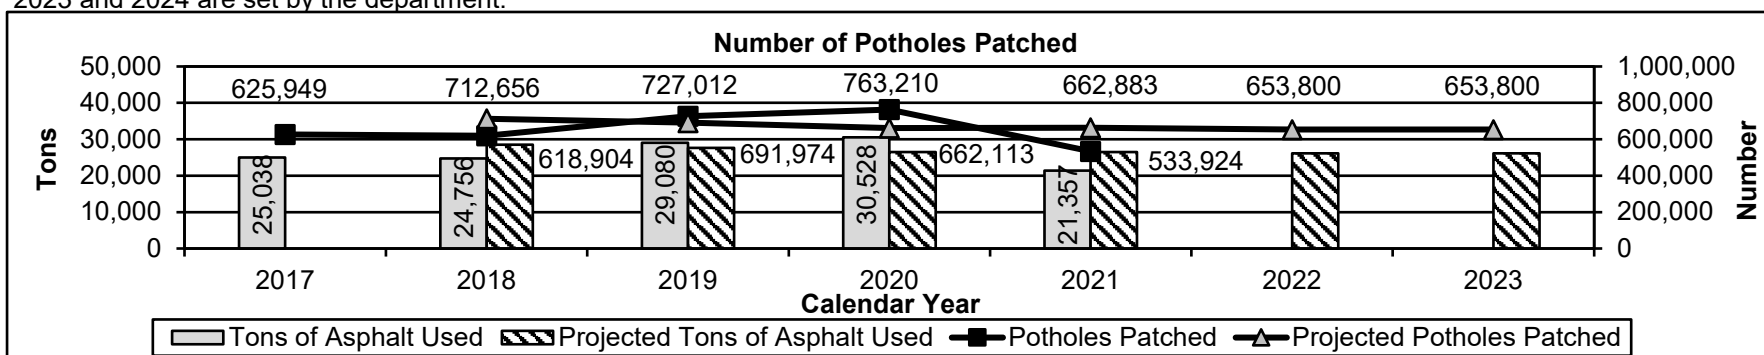 2023 and 2024 are set by the department.
Number of Potholes Patched
50,000
40,000
30,000
20,000
10,000
0
Tons
625,949 712,656 727,012 763,210 662,883 653,800 653,800
618,904 691,974 662,113 533,924
25,038 24,756 29,080 30,528 21,357
1,000,000
800,000
600,000
400,000
200,000
0
Number
2017 2018 2019 2020 2021 2022 2023
Calendar Year
Tons of Asphalt Used Projected Tons of Asphalt Used Potholes Patched Projected Potholes Patched